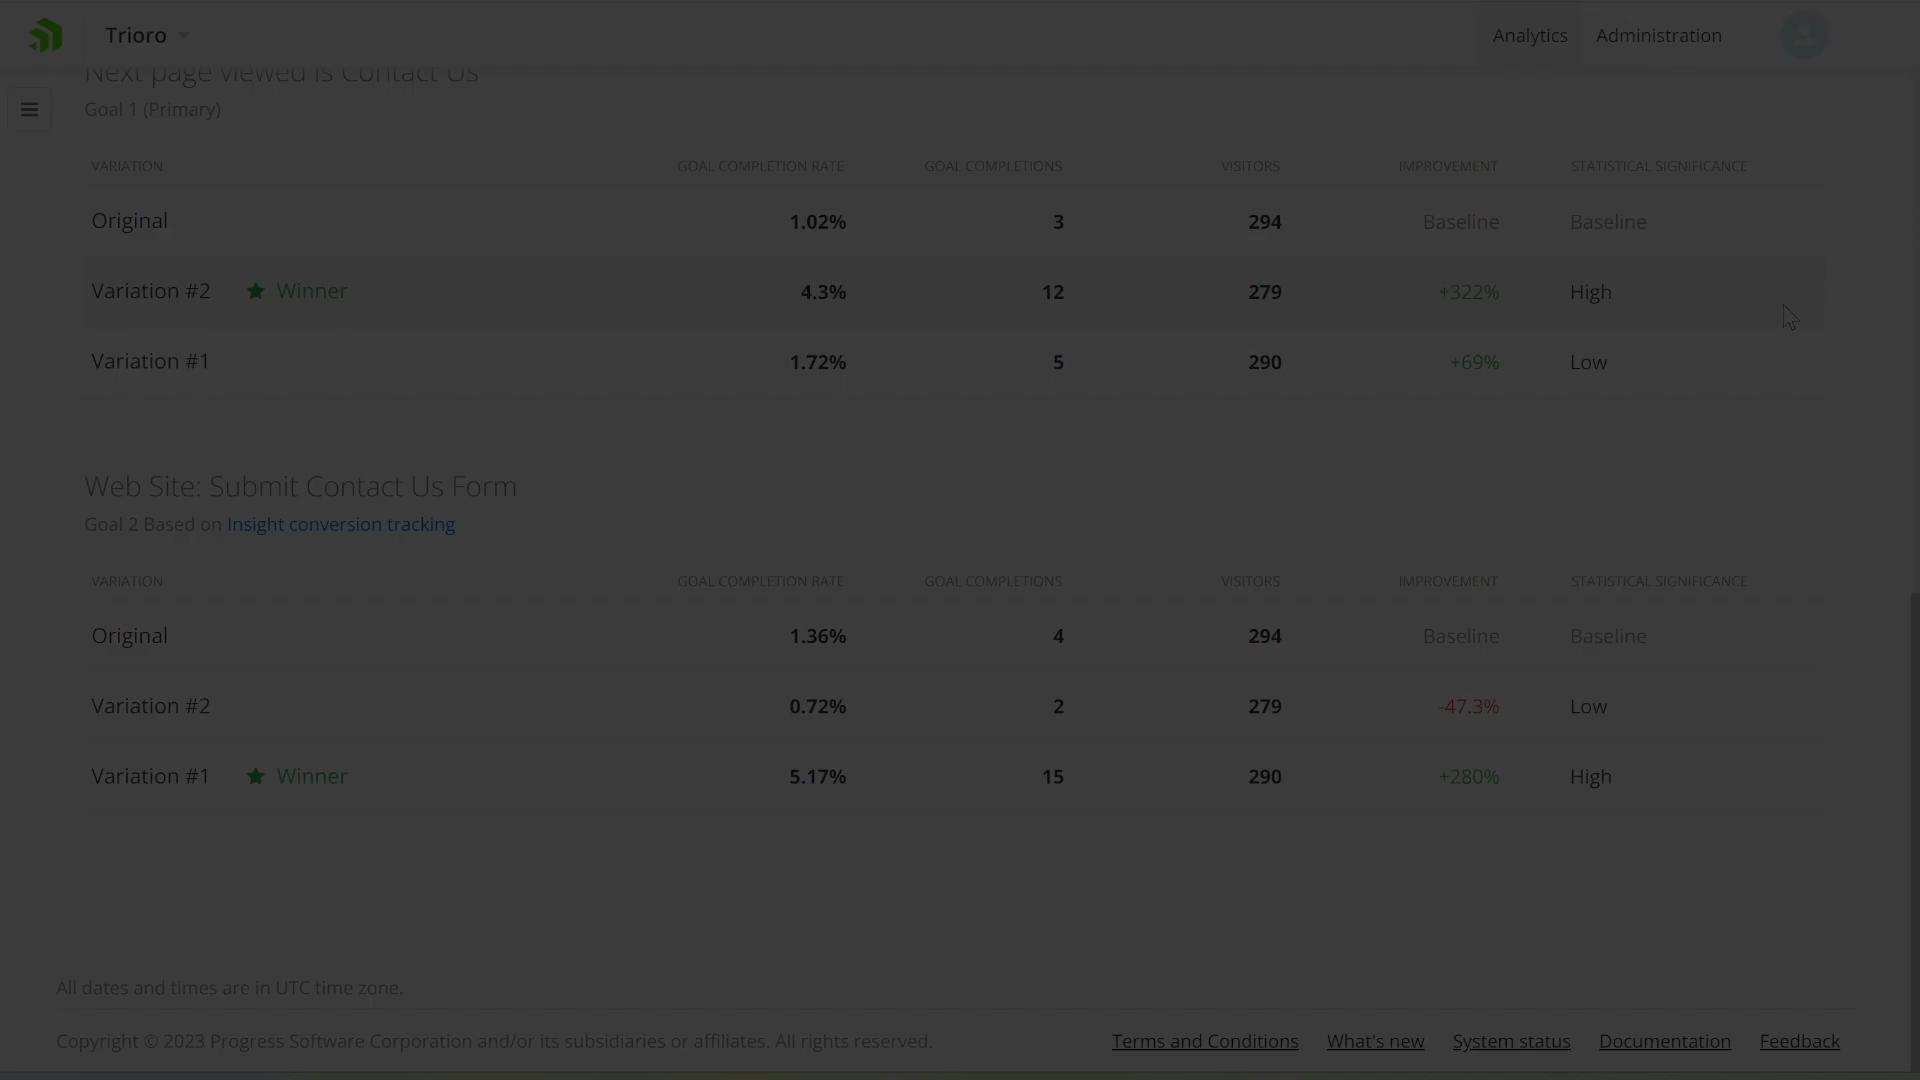 Trioro
Analytics
Administration
Next page viewed is Contact Us
Goal 1 (Primary)
VARIATION GOAL COMPLETION RATE GOAL COMPLETIONS VISITORS IMPROVEMENT STATISTICAL SIGNIFICANCE
Original 1.02% 3 294 Baseline Baseline
Variation #2 Winner 4.3% 12 279 +322% High
Variation #1 1.72% 5 290 +69% Low
Web Site: Submit Contact Us Form
Goal 2 Based on Insight conversion tracking
VARIATION GOAL COMPLETION RATE GOAL COMPLETIONS VISITORS IMPROVEMENT STATISTICAL SIGNIFICANCE
Original 1.36% 4 294 Baseline Baseline
Variation #2 0.72% 2 279 -47.3% Low
Variation #1 Winner 5.17% 15 290 +280% High
All dates and times are in UTC time zone.
Copyright © 2023 Progress Software Corporation and/or its subsidiaries or affiliates. All rights reserved. Terms and Conditions What's new System status Documentation Feedback